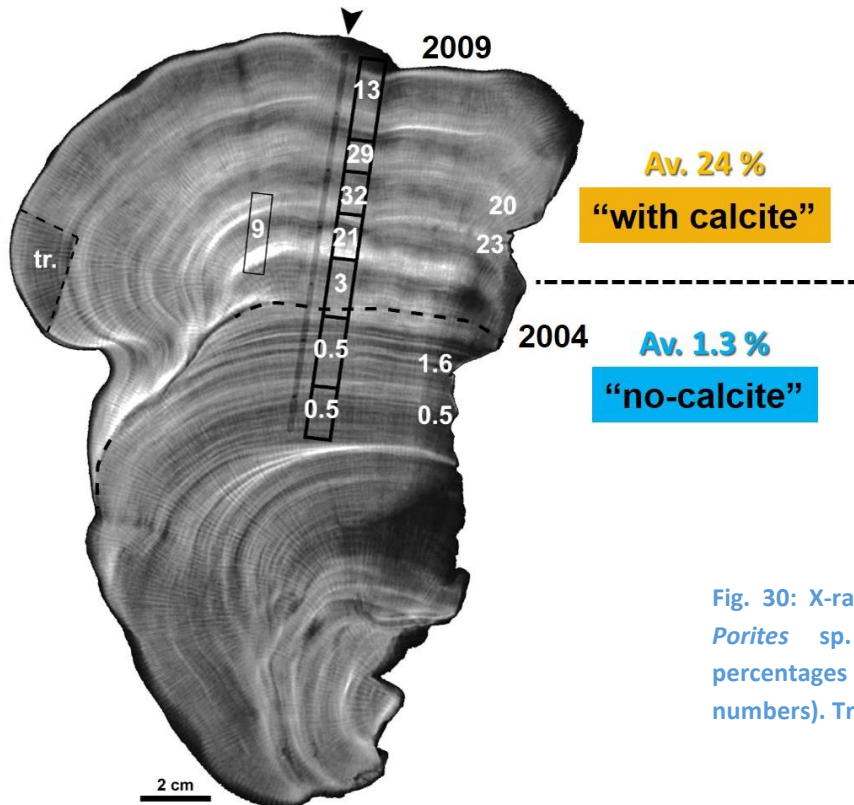 2009
13
29
32
20
9
21
23
tr.
3
Av. 24 %
“with calcite”
2004
0.5
1.6
Av. 1.3 %
0.5
0.5
“no-calcite”
2 cm
Fig. 30: X-ra
Porites sp.
percentages
numbers). Tr